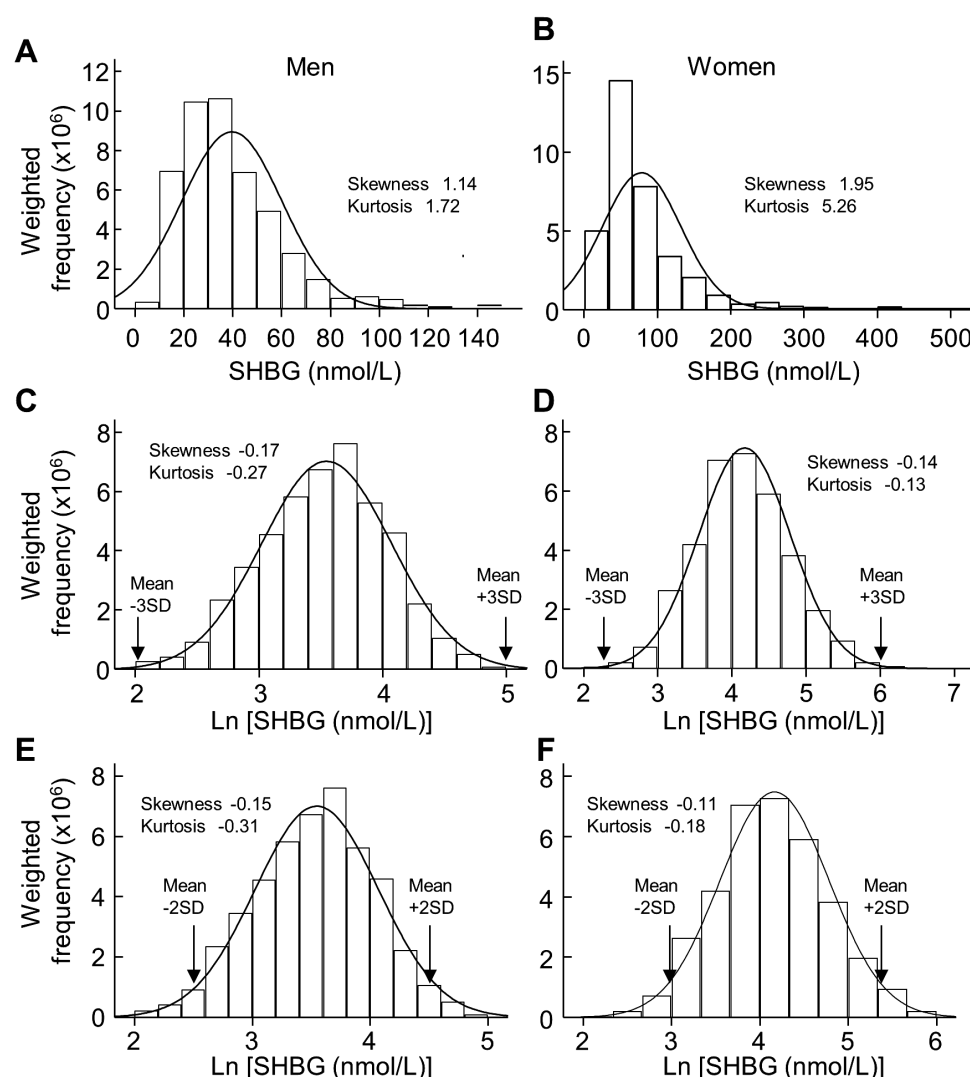 A
Men
Weighted
frequency (x10⁶)
12
10
8
6
4
2
0
Skewness 1.14
Kurtosis 1.72
0 20 40 60 80 100 120 140
SHBG (nmol/L)
B
Women
15
10
5
0
Skewness 1.95
Kurtosis 5.26
0 100 200 300 400 500
SHBG (nmol/L)
C
Weighted
frequency (x10⁶)
8
6
4
2
0
Skewness -0.17
Kurtosis -0.27
Mean
-3SD
Mean
+3SD
2 3 4 5
Ln [SHBG (nmol/L)]
D
8
6
4
2
0
Skewness -0.14
Kurtosis -0.13
Mean
-3SD
Mean
+3SD
2 3 4 5 6 7
Ln [SHBG (nmol/L)]
E
Weighted
frequency (x10⁶)
8
6
4
2
0
Skewness -0.15
Kurtosis -0.31
Mean
-2SD
Mean
+2SD
2 3 4 5
Ln [SHBG (nmol/L)]
F
8
6
4
2
0
Skewness -0.11
Kurtosis -0.18
Mean
-2SD
Mean
+2SD
2 3 4 5 6
Ln [SHBG (nmol/L)]